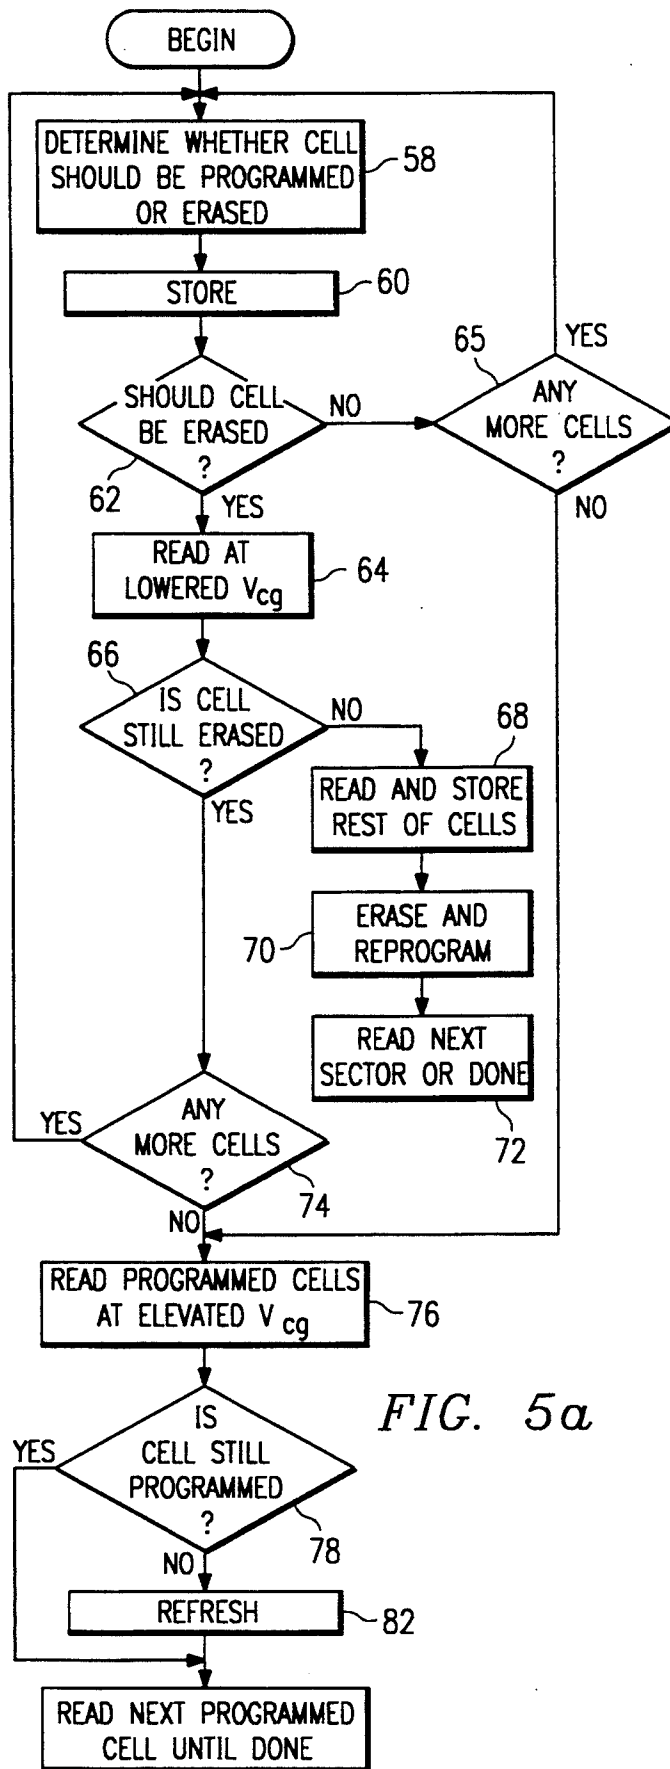 BEGIN
DETERMINE WHETHER CELL
SHOULD BE PROGRAMMED
OR ERASED
58
STORE
60
SHOULD CELL
BE ERASED
?
62
NO
YES
65
ANY
MORE CELLS
?
YES
NO
READ AT
LOWERED Vcg
64
66
IS CELL
STILL ERASED
?
NO
YES
68
READ AND STORE
REST OF CELLS
70
ERASE AND
REPROGRAM
READ NEXT
SECTOR OR DONE
72
YES
ANY
MORE CELLS
?
74
NO
READ PROGRAMMED CELLS
AT ELEVATED V cg
76
FIG. 5a
YES
IS
CELL STILL
PROGRAMMED
?
78
NO
REFRESH
82
READ NEXT PROGRAMMED
CELL UNTIL DONE